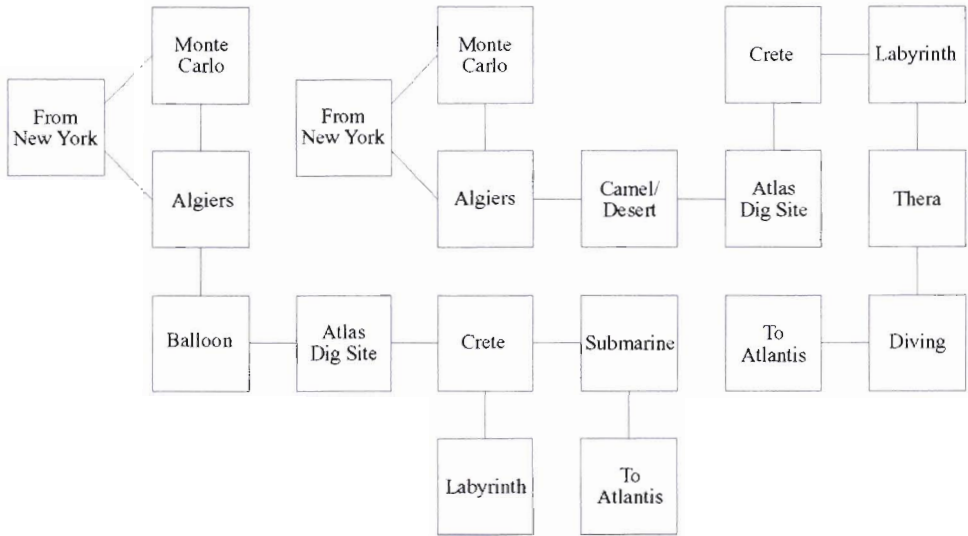 Monte
Carlo
From
New York
Algiers
Balloon
Atlas
Dig Site
Crete
Submarine
Labyrinth
To
Atlantis
Monte
Carlo
From
New York
Algiers
Camel/
Desert
Atlas
Dig Site
Crete
Labyrinth
Thera
Diving
To
Atlantis